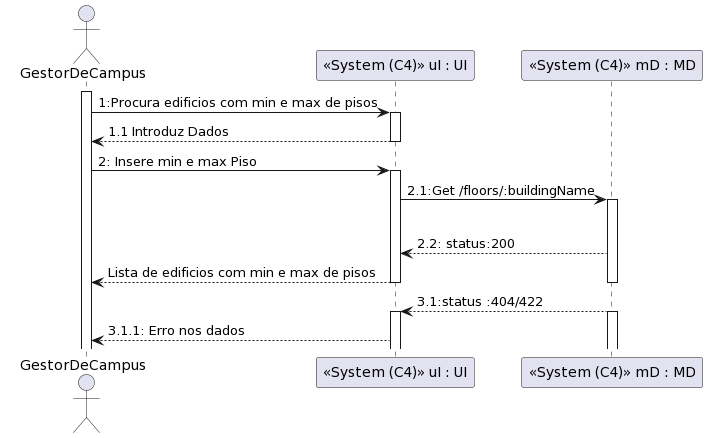 GestorDeCampus
«System (C4)» uI : UI
«System (C4)» mD : MD
1:Procura edificios com min e max de pisos
1.1 Introduz Dados
2: Insere min e max Piso
2.1:Get /floors/:buildingName
2.2: status:200
Lista de edificios com min e max de pisos
3.1:status :404/422
3.1.1: Erro nos dados
GestorDeCampus
«System (C4)» uI : UI
«System (C4)» mD : MD